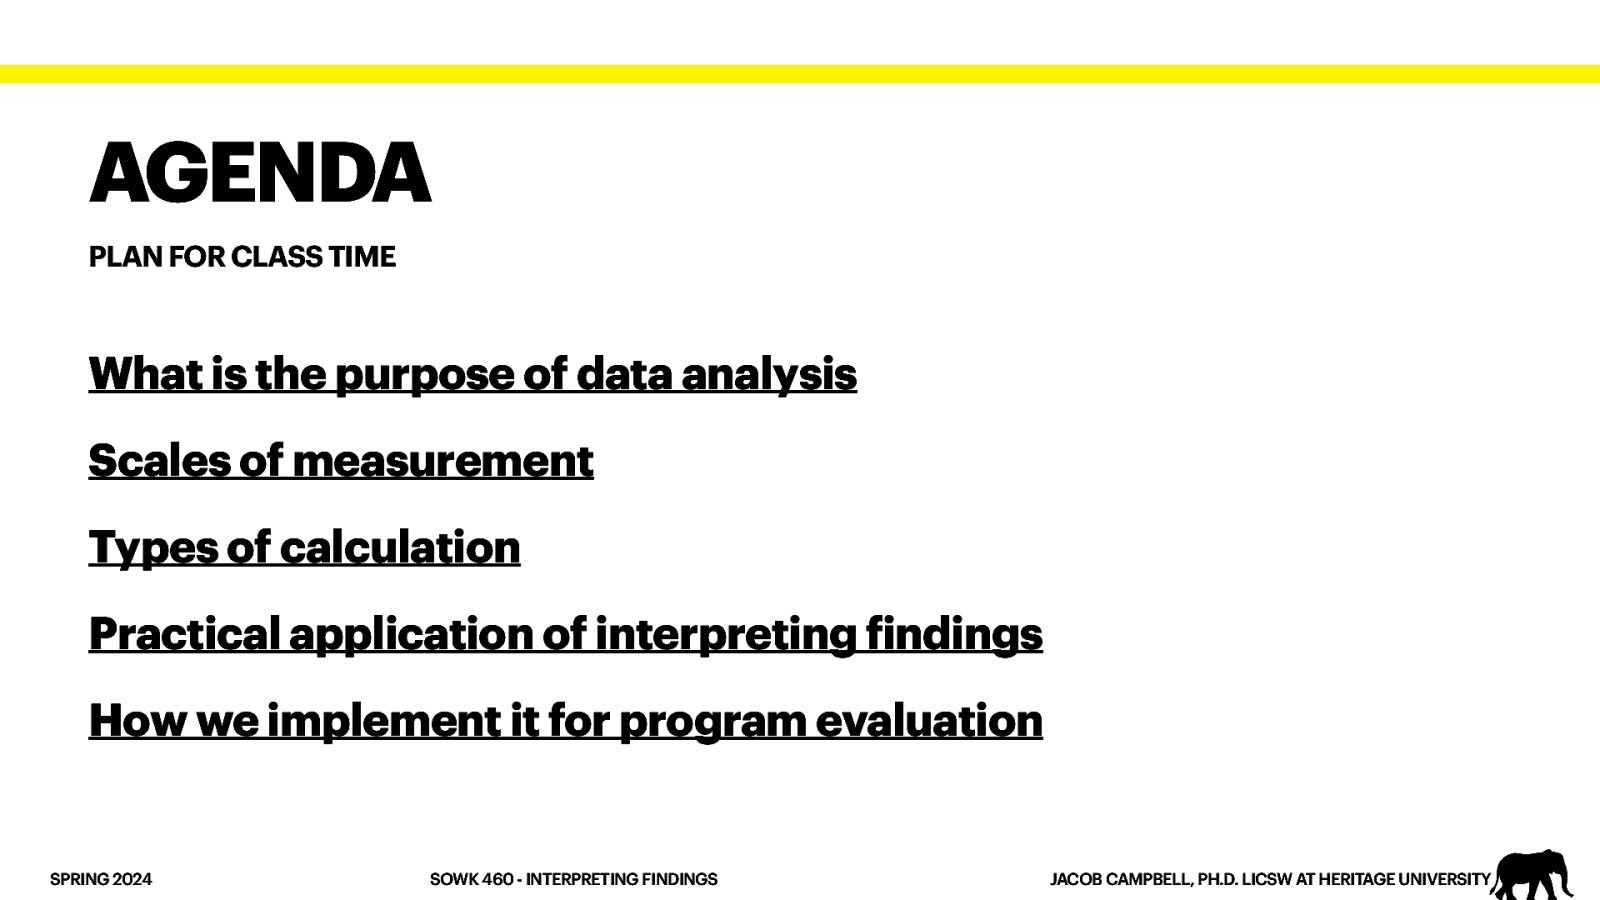 AGENDA
PLAN FOR CLASS TIME
What is the purpose of data analysis
Scales of measurement
Types of calculation
Practical application of interpreting findings
How we implement it for program evaluation
SPRING 2024
SOWK 460 - INTERPRETING FINDINGS
JACOB CAMPBELL, PH.D. LICSW AT HERITAGE UNIVERSITY